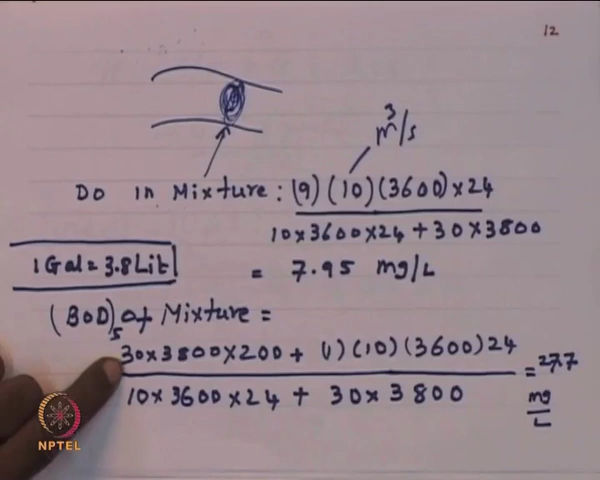 12
m³/s
DO in Mixture: (9)(10)(3600)×24
10×3600×24+30×3800
1 Gal = 3.8 Lit
= 7.95 mg/L
(BOD)₅ of Mixture =
30×3800×200 + (1)(10)(3600)24
= 27.7 mg/L
10×3600×24 + 30×3800
NPTEL